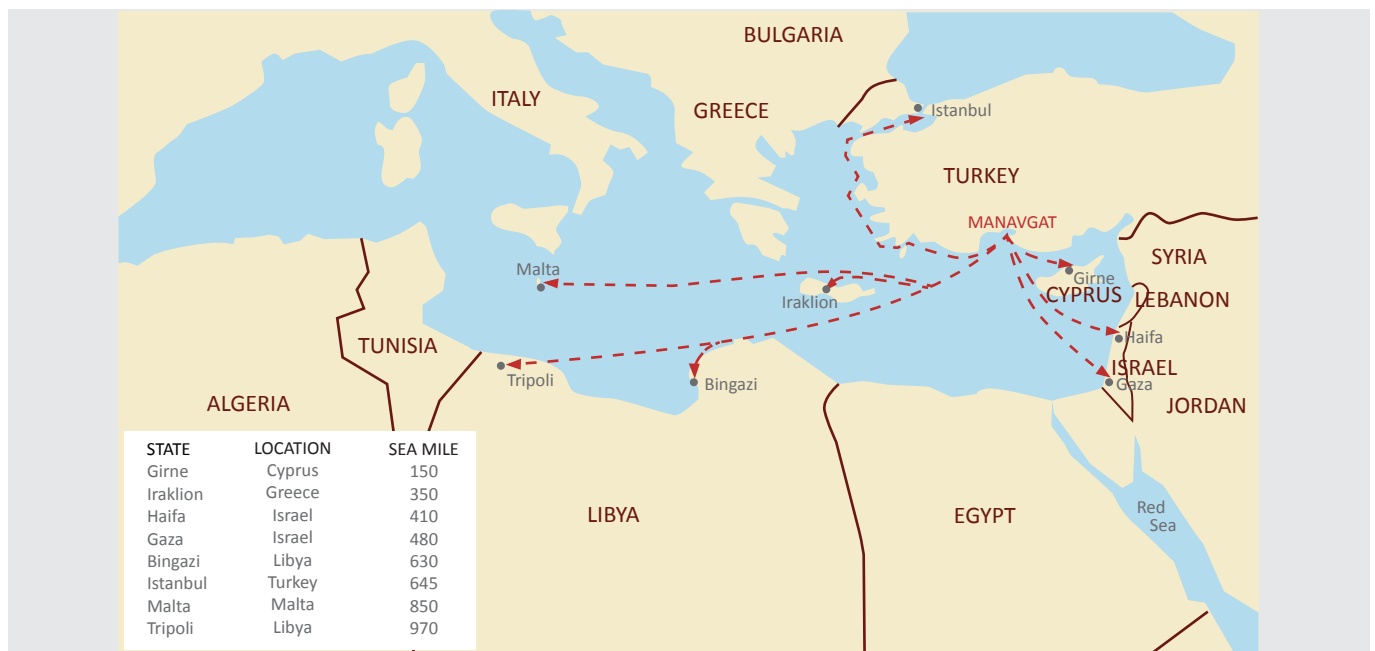 BULGARIA
ITALY
GREECE
Istanbul
TURKEY
MANAVGAT
SYRIA
Malta
Girne
Iraklion
CYPRUS
LEBANON
Haifa
TUNISIA
ISRAEL
Tripoli
Bingazi
Gaza
ALGERIA
JORDAN
STATE LOCATION SEA MILE
Girne Cyprus 150
Iraklion Greece 350
Haifa Israel 410
Gaza Israel 480
Bingazi Libya 630
Istanbul Turkey 645
Malta Malta 850
Tripoli Libya 970
LIBYA
EGYPT
Red
Sea